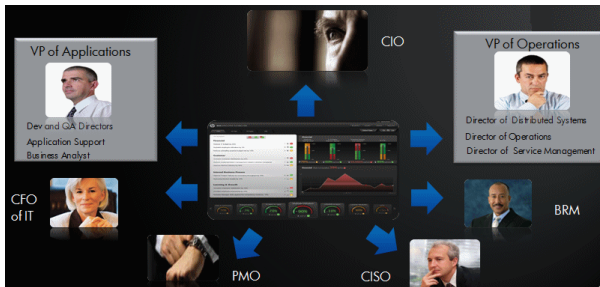 CIO
VP of Applications
Dev and QA Directors
Application Support
Business Analyst
VP of Operations
Director of Distributed Systems
Director of Operations
Director of Service Management
CFO
of IT
BRM
PMO
CISO